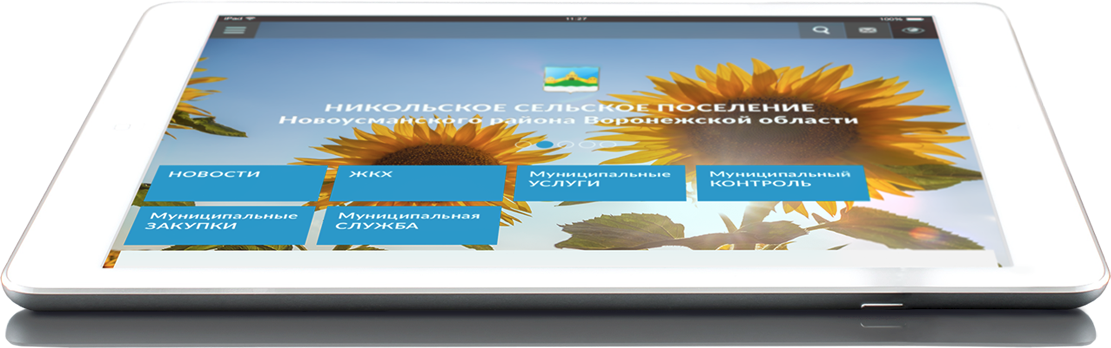 iPad
11:27
100%
НИКОЛЬСКОЕ СЕЛЬСКОЕ ПОСЕЛЕНИЕ
Новоусманского района Воронежской области
НОВОСТИ
ЖКХ
Муниципальные
УСЛУГИ
Муниципальный
КОНТРОЛЬ
Муниципальные
ЗАКУПКИ
Муниципальная
СЛУЖБА